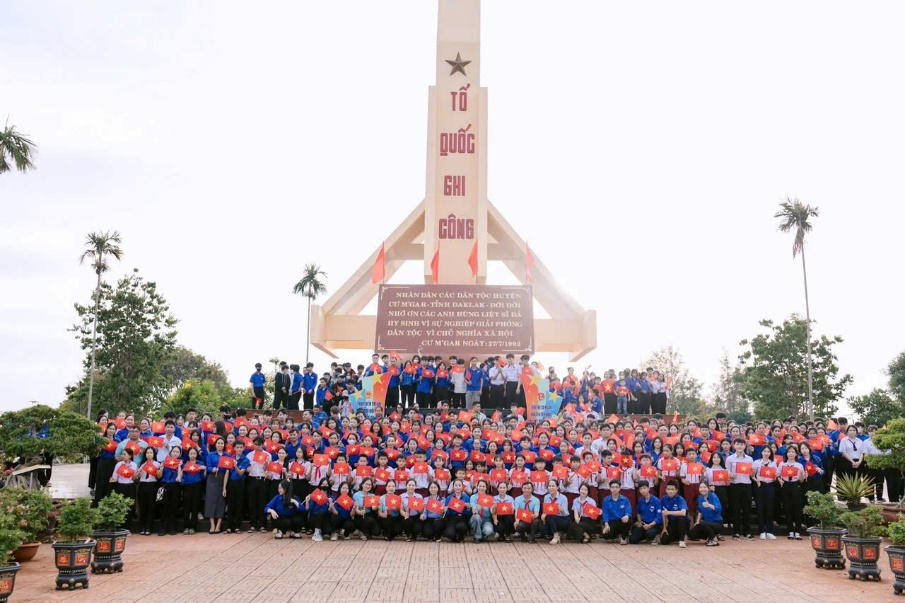 TỔ
QUỐC
GHI
CÔNG
NHÂN DÂN CÁC DÂN TỘC HUYỆN
CƯ M'GAR - TỈNH DAKLAK - ĐỜI ĐỜI
NHỚ ƠN CÁC ANH HÙNG LIỆT SĨ ĐÃ
HY SINH VÌ SỰ NGHIỆP GIẢI PHÓNG
DÂN TỘC VÌ CHỦ NGHĨA XÃ HỘI
CƯ M'GAR NGÀY: 27/7/1992